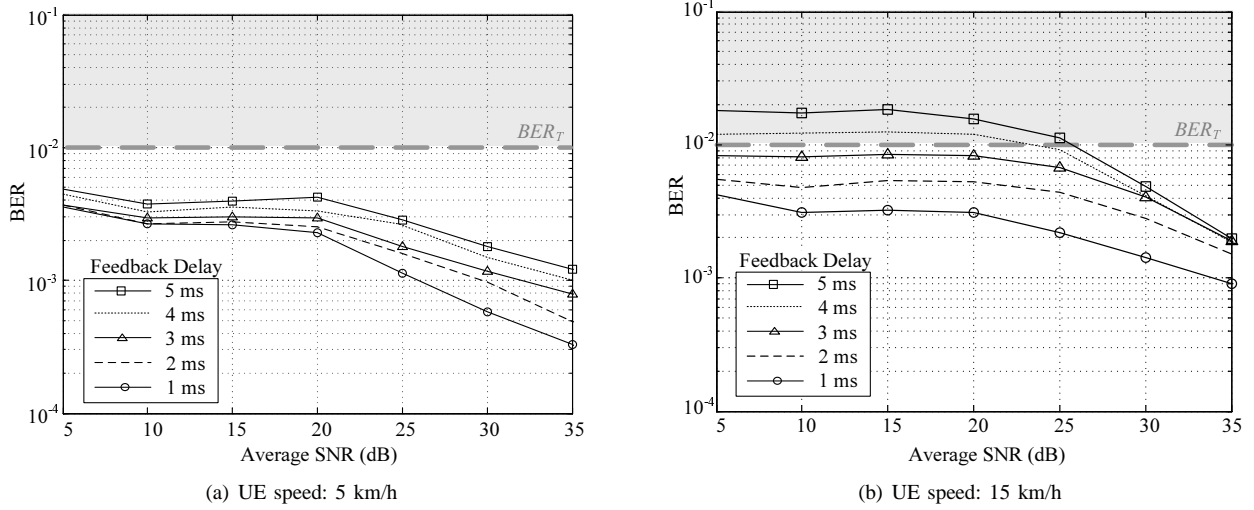 10-1
10-2
10-3
10-4
BER
BERT
Feedback Delay
5 ms
4 ms
3 ms
2 ms
1 ms
5 10 15 20 25 30 35
Average SNR (dB)
(a) UE speed: 5 km/h
10-1
10-2
10-3
10-4
BER
BERT
Feedback Delay
5 ms
4 ms
3 ms
2 ms
1 ms
5 10 15 20 25 30 35
Average SNR (dB)
(b) UE speed: 15 km/h